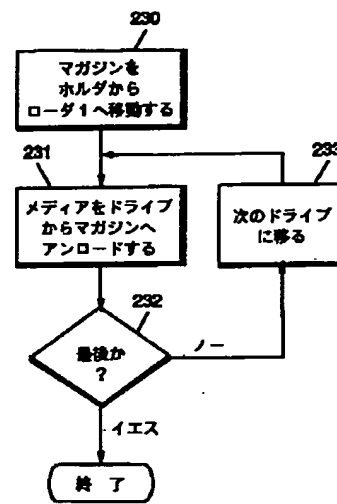 230
マガジンを
ホルダから
ローダ1へ移動する
231
メディアをドライブ
からマガジンへ
アンロードする
233
次のドライブ
に移る
232
最後か
?
ノー
イエス
終了